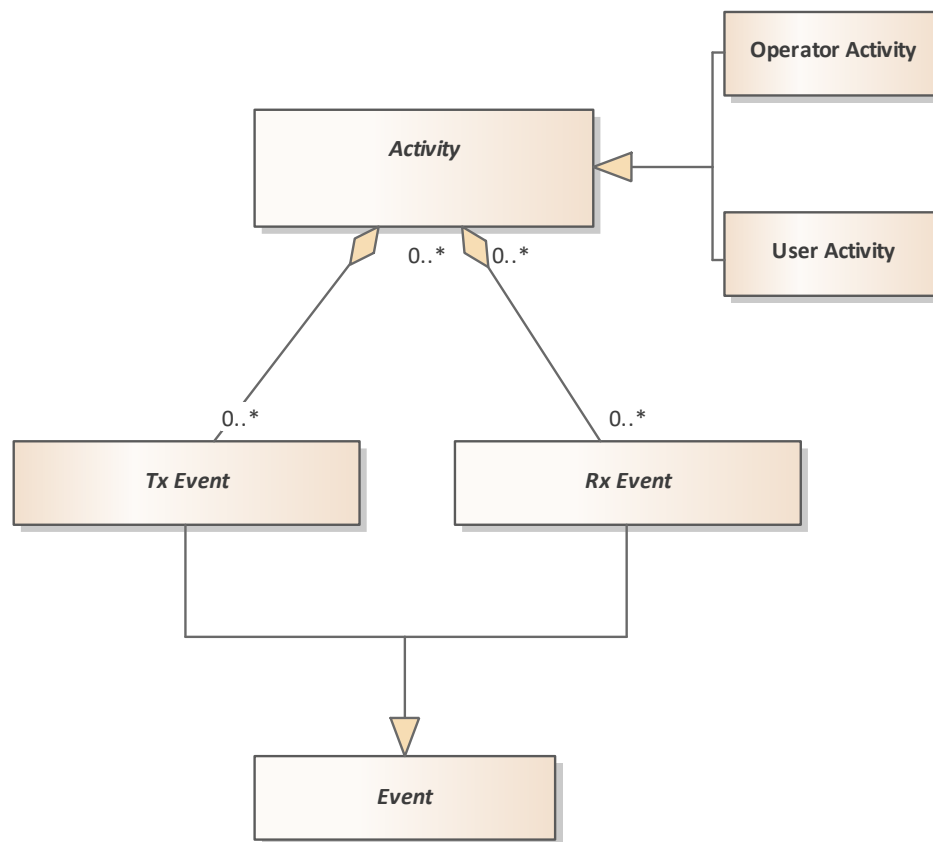 Operator Activity
Activity
User Activity
0..*
0..*
0..*
0..*
Tx Event
Rx Event
Event